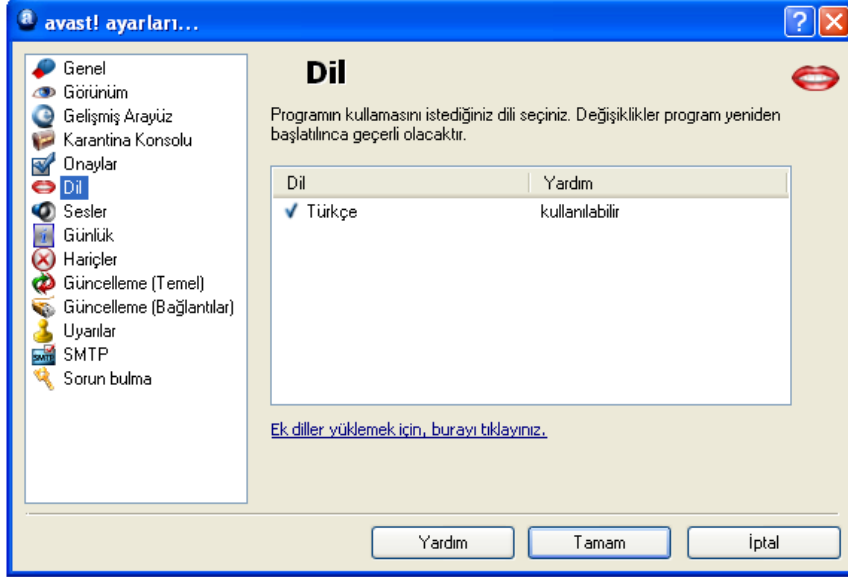 avast! ayarları...
Genel
Görünüm
Gelişmiş Arayüz
Karantina Konsolu
Onaylar
Dil
Sesler
Günlük
Hariçler
Güncelleme (Temel)
Güncelleme (Bağlantılar)
Uyarılar
SMTP
Sorun bulma
Dil
Programın kullamasını istediğiniz dili seçiniz. Değişiklikler program yeniden
başlatılınca geçerli olacaktır.
Dil Yardım
Türkçe kullanılabilir
Ek diller yüklemek için, burayı tıklayınız.
Yardım Tamam İptal